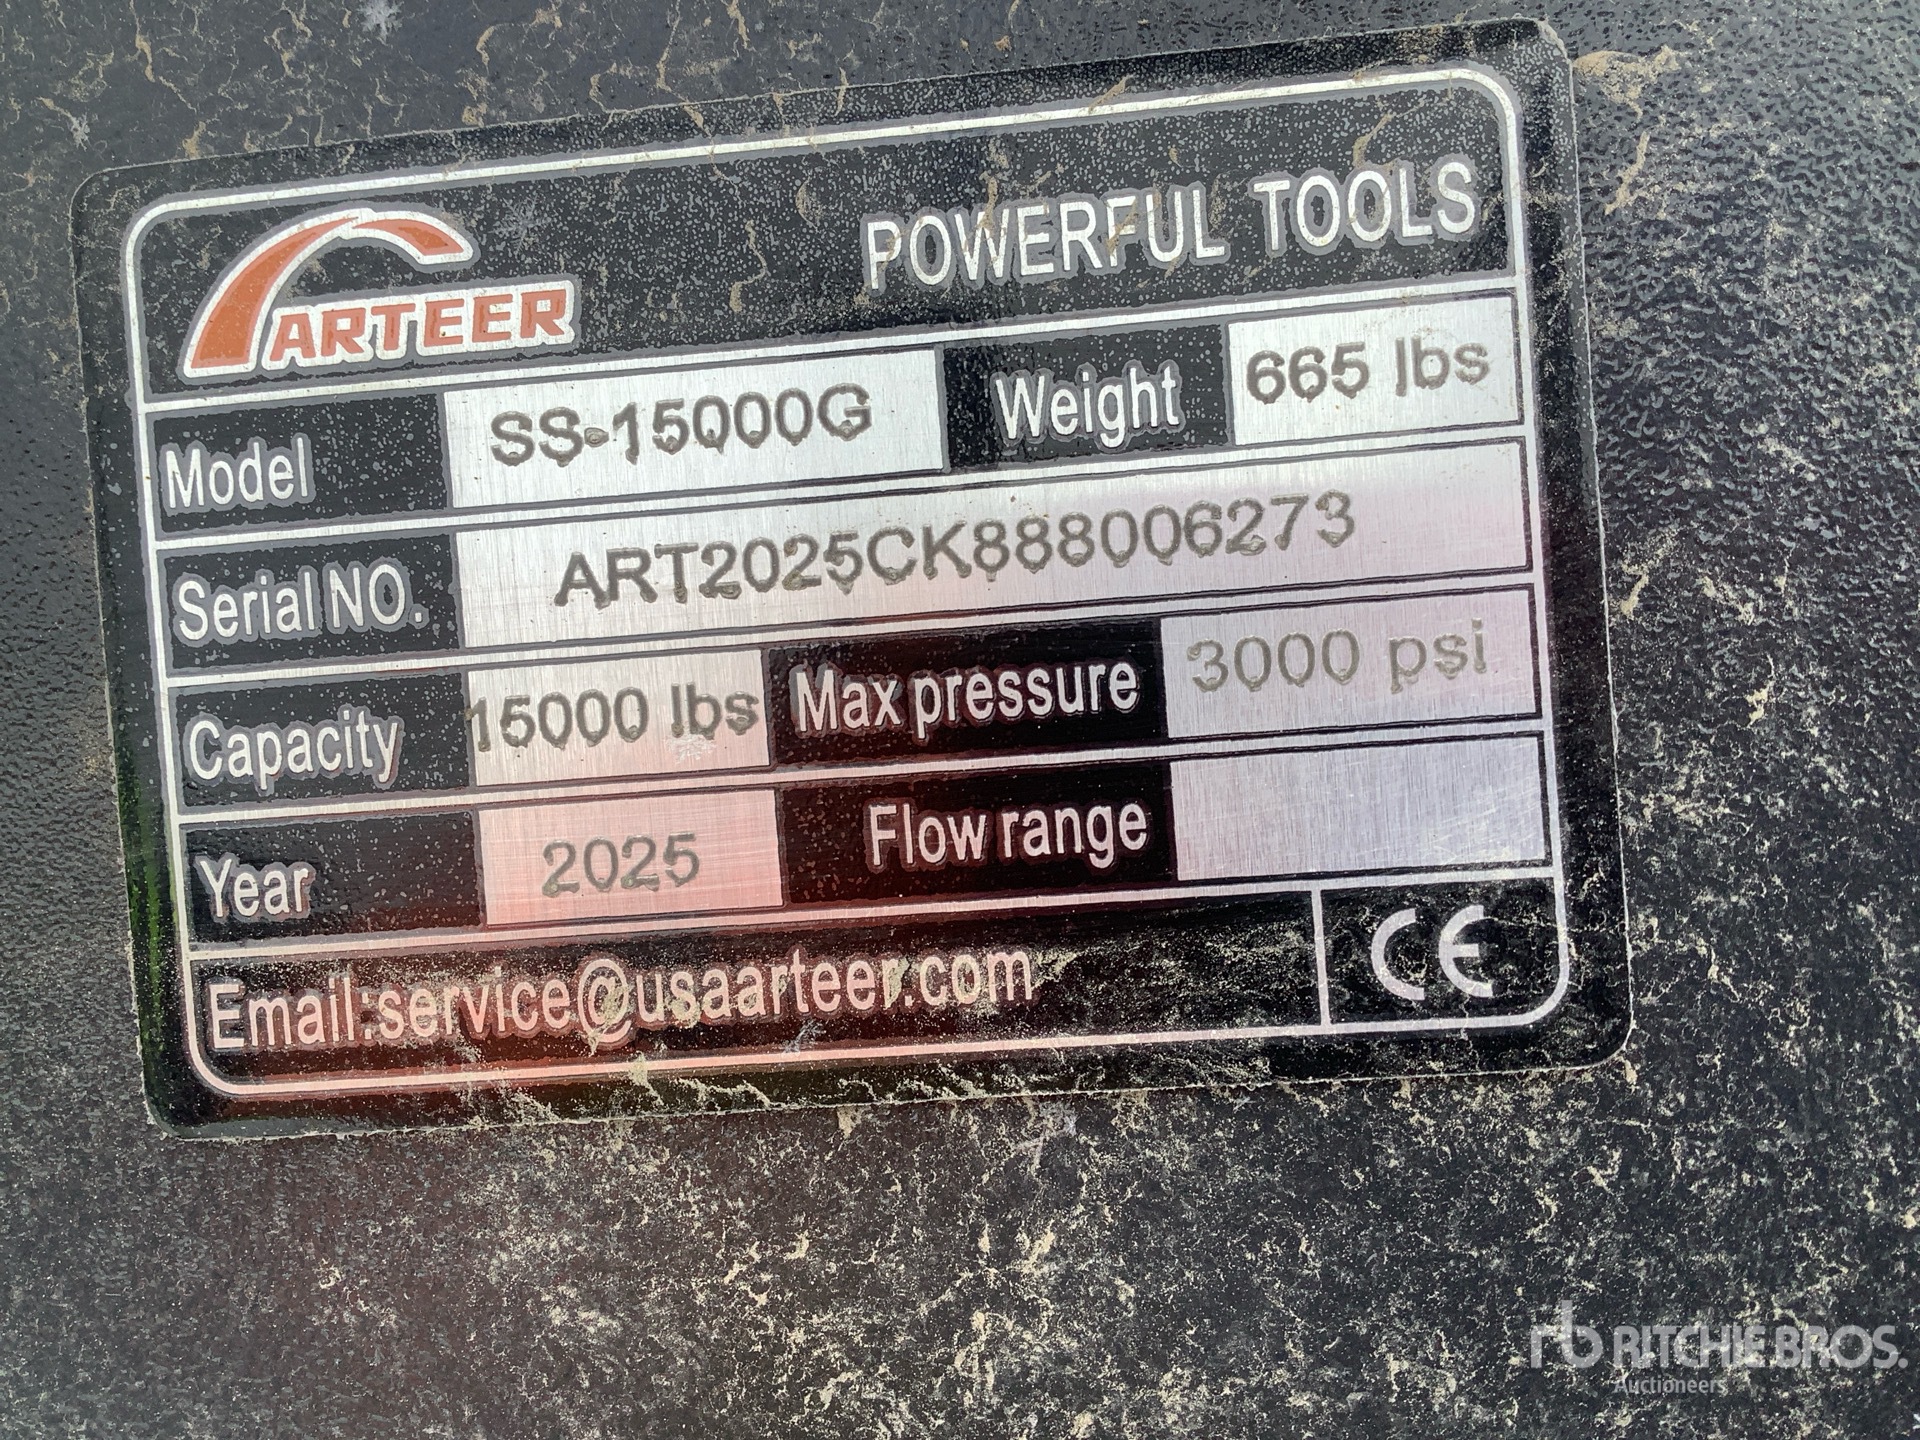 ARTEER
POWERFUL TOOLS
Model SS-15000G Weight 665 lbs
Serial NO. ART2025CK888006273
Capacity 15000 lbs Max pressure 3000 psi
Year 2025 Flow range
Email:service@usaarteer.com CE
rb RITCHIE BROS.
Auctioneers